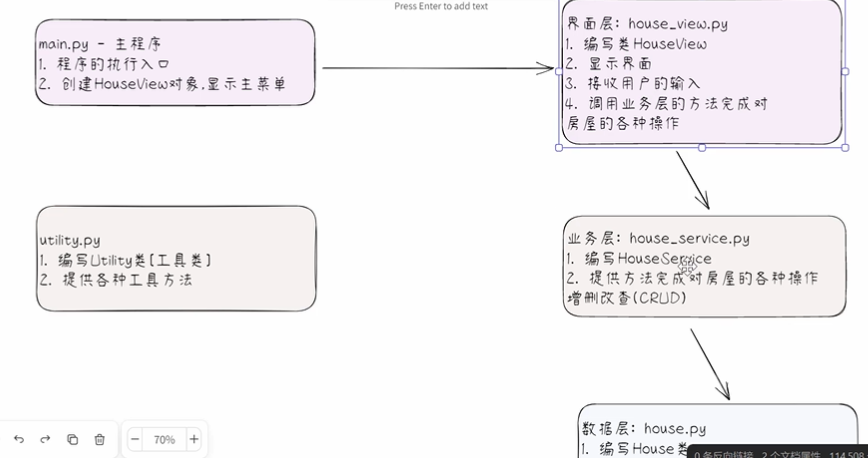 Press Enter to add text
main.py - 主程序
1. 程序的执行入口
2. 创建HouseView对象,显示主菜单
界面层: house_view.py
1. 编写类HouseView
2. 显示界面
3. 接收用户的输入
4. 调用业务层的方法完成对
房屋的各种操作
utility.py
1. 编写Utility类[工具类]
2. 提供各种工具方法
业务层: house_service.py
1. 编写HouseService
2. 提供方法完成对房屋的各种操作
增删改查(CRUD)
数据层: house.py
1. 编写House类
70%
0 条反向链接 2 个文档属性 114,508